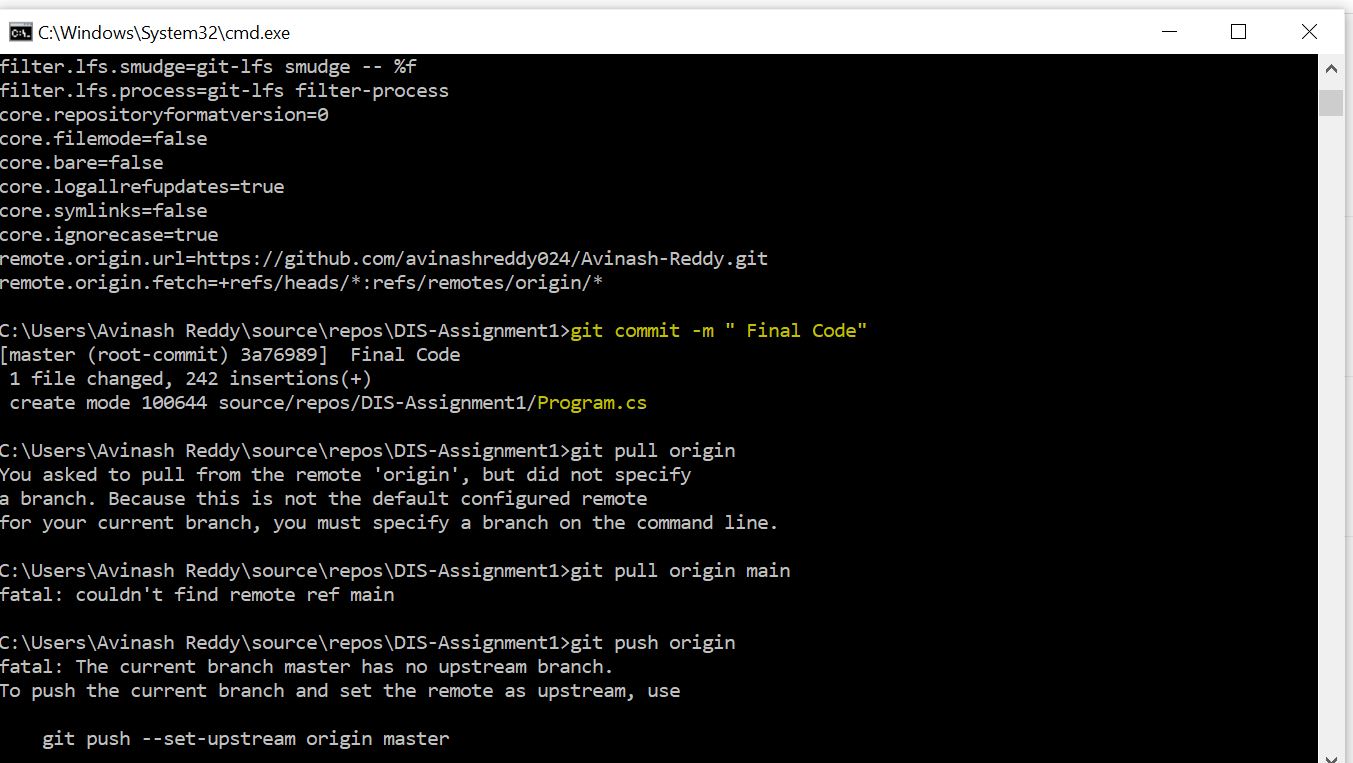 C:\Windows\System32\cmd.exe
filter.lfs.smudge=git-lfs smudge -- %f
filter.lfs.process=git-lfs filter-process
core.repositoryformatversion=0
core.filemode=false
core.bare=false
core.logallrefupdates=true
core.symlinks=false
core.ignorecase=true
remote.origin.url=https://github.com/avinashreddy024/Avinash-Reddy.git
remote.origin.fetch=+refs/heads/*:refs/remotes/origin/*
C:\Users\Avinash Reddy\source\repos\DIS-Assignment1>git commit -m " Final Code"
[master (root-commit) 3a76989]  Final Code
 1 file changed, 242 insertions(+)
 create mode 100644 source/repos/DIS-Assignment1/Program.cs
C:\Users\Avinash Reddy\source\repos\DIS-Assignment1>git pull origin
You asked to pull from the remote 'origin', but did not specify
a branch. Because this is not the default configured remote
for your current branch, you must specify a branch on the command line.
C:\Users\Avinash Reddy\source\repos\DIS-Assignment1>git pull origin main
fatal: couldn't find remote ref main
C:\Users\Avinash Reddy\source\repos\DIS-Assignment1>git push origin
fatal: The current branch master has no upstream branch.
To push the current branch and set the remote as upstream, use
    git push --set-upstream origin master